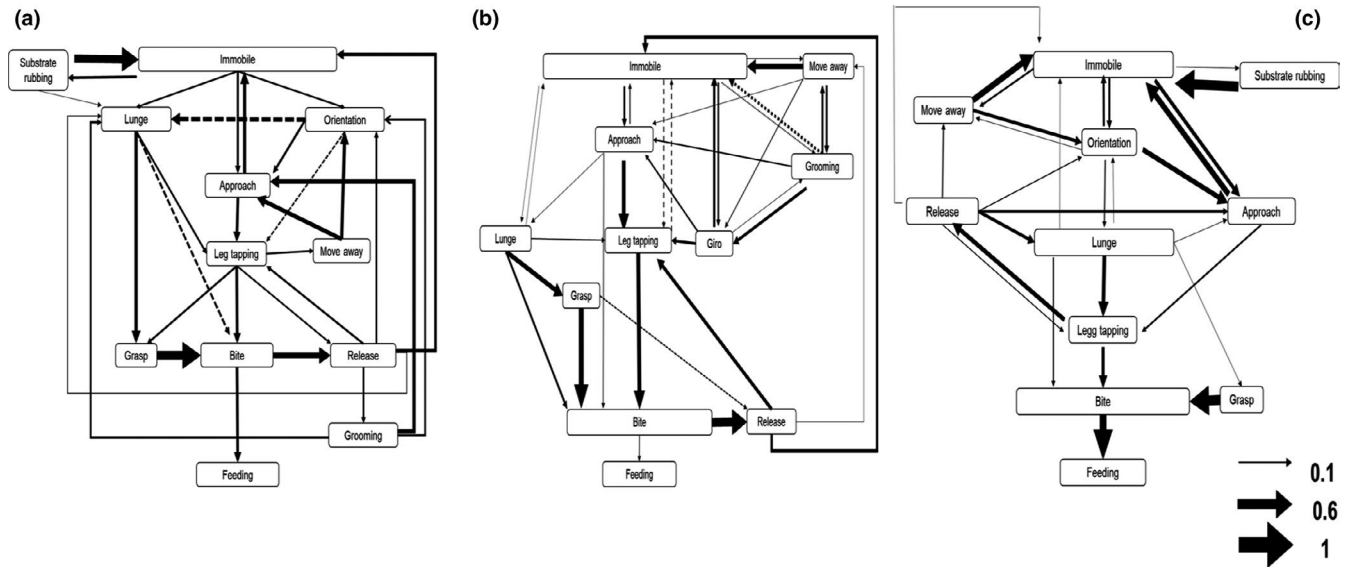 (a)
Immobile
Substrate
rubbing
Lunge
Orientation
Approach
Leg tapping
Move away
Grasp
Bite
Release
Grooming
Feeding
(b)
Immobile
Move away
Approach
Grooming
Lunge
Leg tapping
Giro
Grasp
Bite
Release
Feeding
(c)
Immobile
Substrate rubbing
Move away
Orientation
Release
Approach
Lunge
Legg tapping
Bite
Grasp
Feeding
0.1
0.6
1